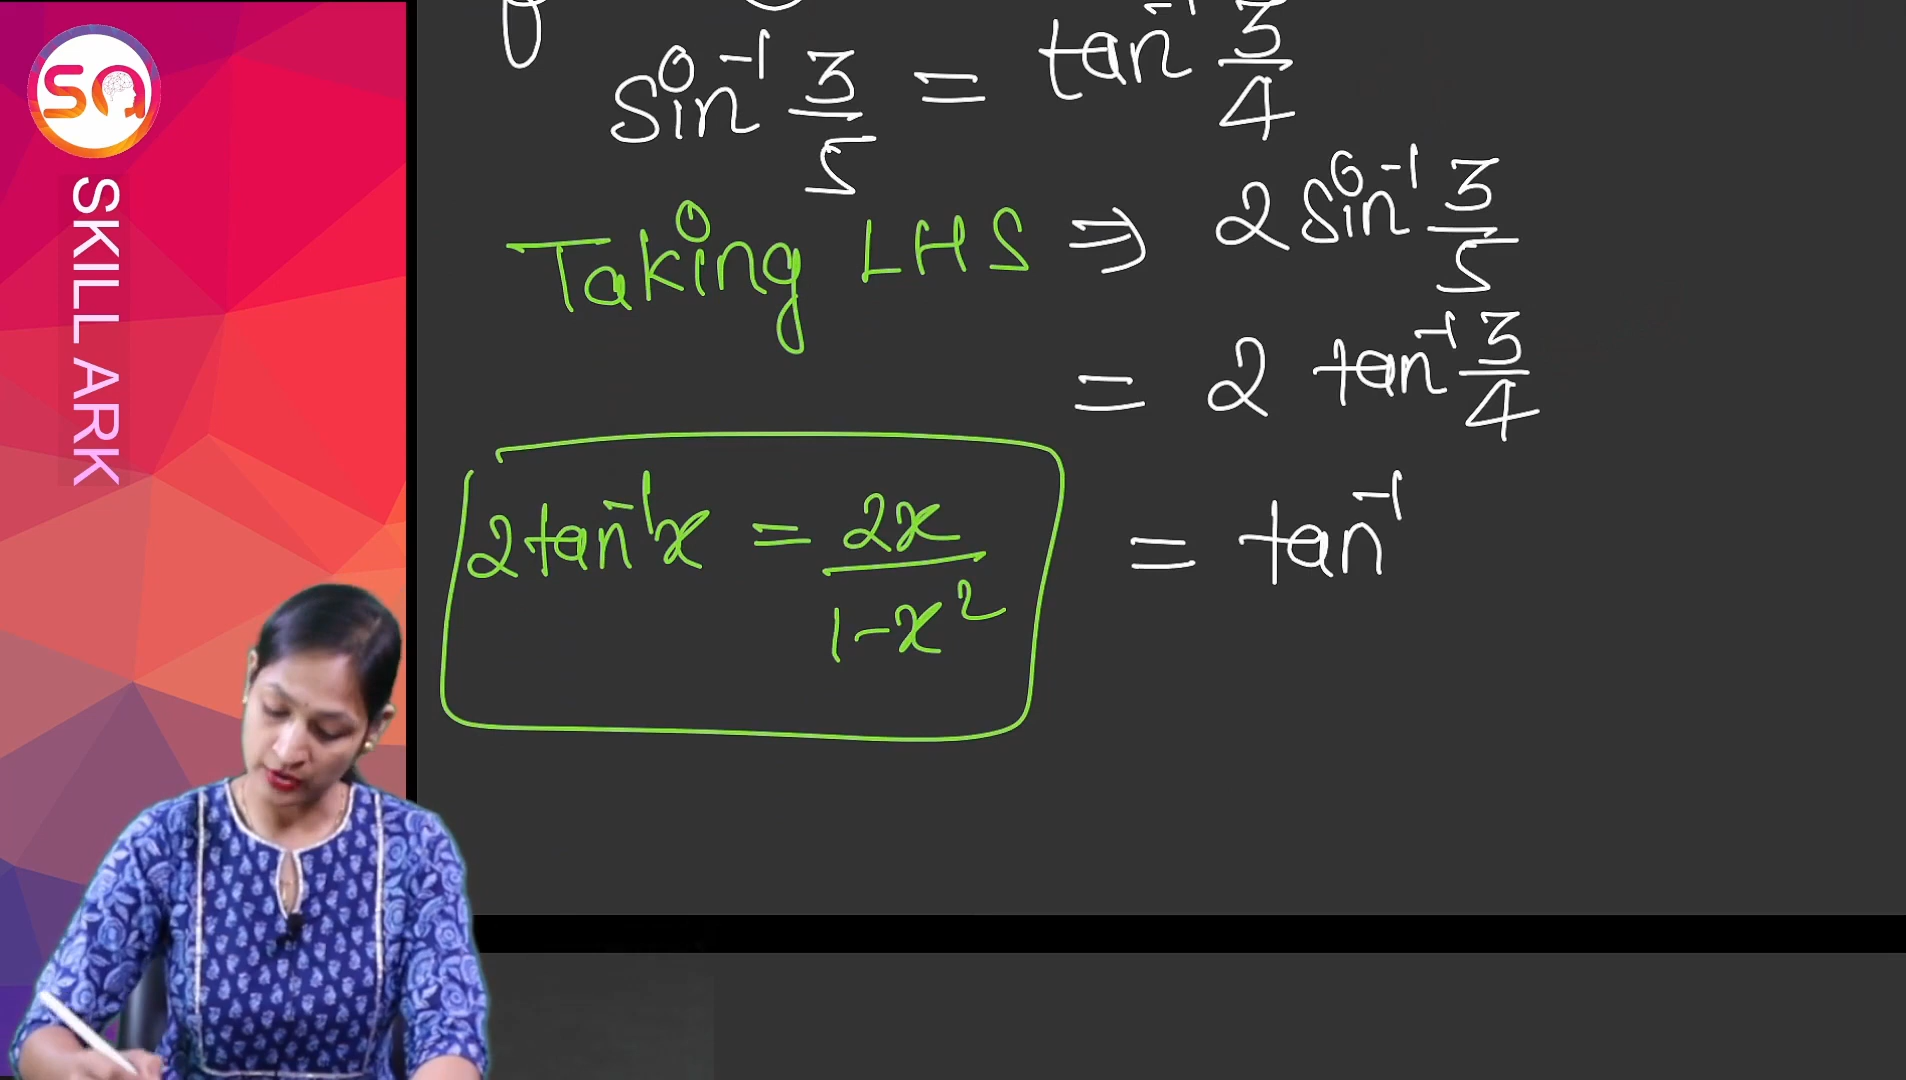 SA
SKILL ARK
sin⁻¹ 3/5 = tan⁻¹ 3/4
Taking LHS ⇒ 2 sin⁻¹ 3/5
= 2 tan⁻¹ 3/4
2tan⁻¹x = 2x/1-x²
= tan⁻¹